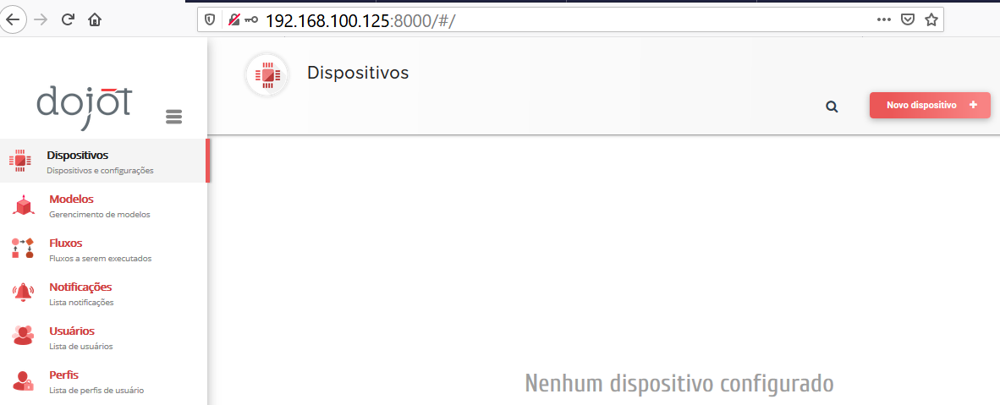 192.168.100.125:8000/#/
dojot
Dispositivos
Novo dispositivo +
Dispositivos
Dispositivos e configurações
Modelos
Gerencimento de modelos
Fluxos
Fluxos a serem executados
Notificações
Lista notificações
Usuários
Lista de usuários
Perfis
Lista de perfis de usuário
Nenhum dispositivo configurado